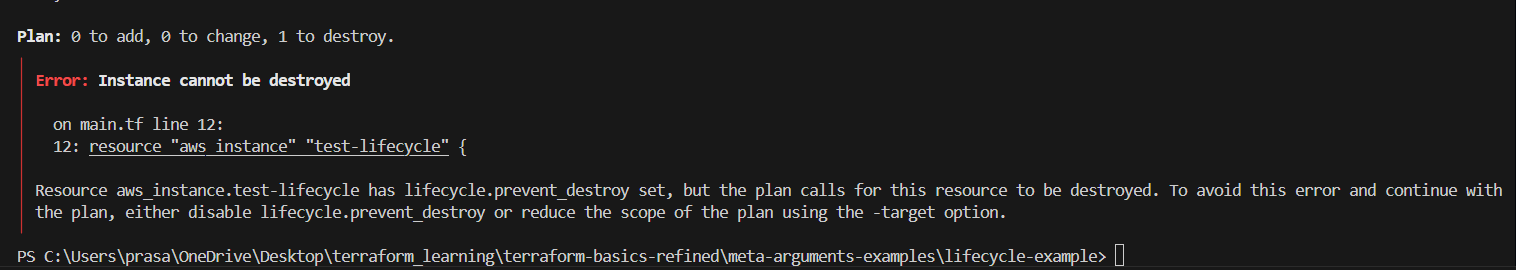 Plan: 0 to add, 0 to change, 1 to destroy.
Error: Instance cannot be destroyed
on main.tf line 12:
12: resource "aws_instance" "test-lifecycle" {
Resource aws_instance.test-lifecycle has lifecycle.prevent_destroy set, but the plan calls for this resource to be destroyed. To avoid this error and continue with
the plan, either disable lifecycle.prevent_destroy or reduce the scope of the plan using the -target option.
PS C:\Users\prasa\OneDrive\Desktop\terraform_learning\terraform-basics-refined\meta-arguments-examples\lifecycle-example>